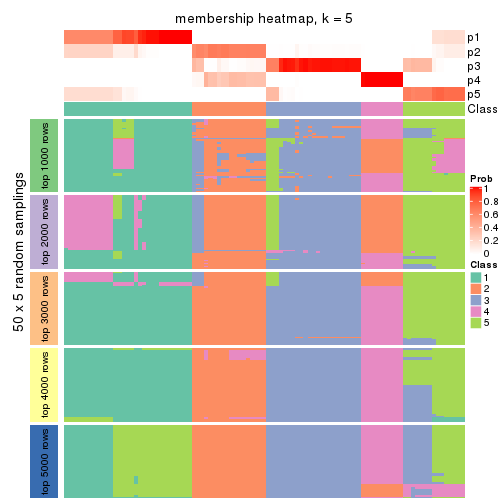 membership heatmap, k = 5
p1
p2
p3
p4
p5
Class
50 x 5 random samplings
top 1000 rows
top 2000 rows
top 3000 rows
top 4000 rows
top 5000 rows
Prob
1
0.8
0.6
0.4
0.2
0
Class
1
2
3
4
5